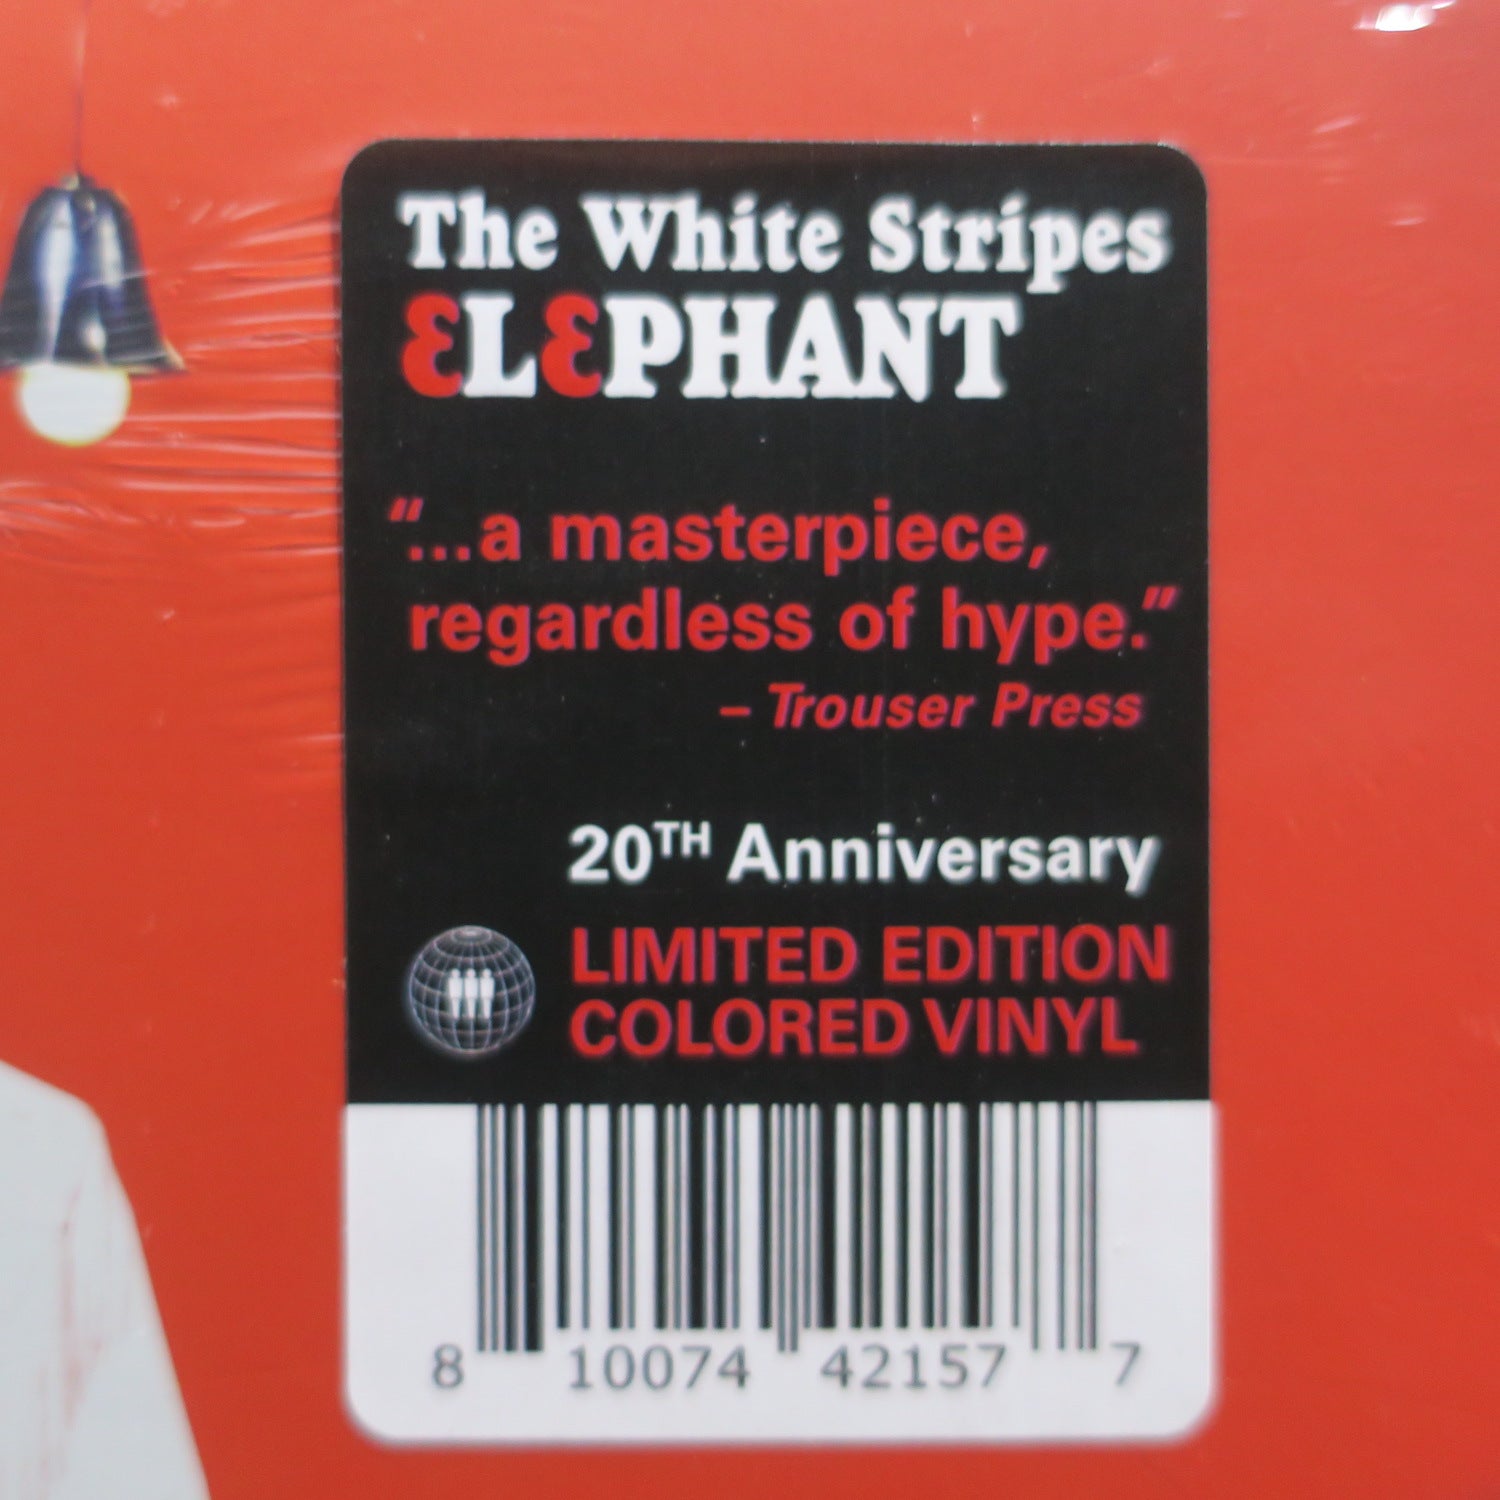 The White Stripes
ELEPHANT
“...a masterpiece,
regardless of hype.”
– Trouser Press
20TH Anniversary
LIMITED EDITION
COLORED VINYL
8 10074 42157 7